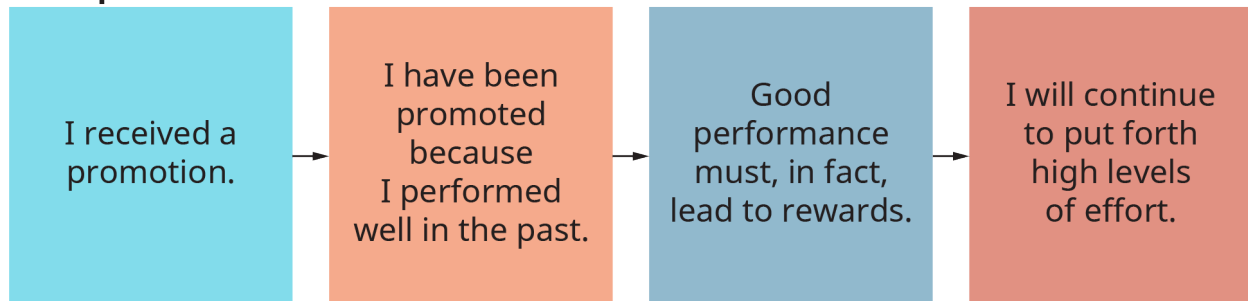 I received a
promotion.
I have been
promoted
because
I performed
well in the past.
Good
performance
must, in fact,
lead to rewards.
I will continue
to put forth
high levels
of effort.